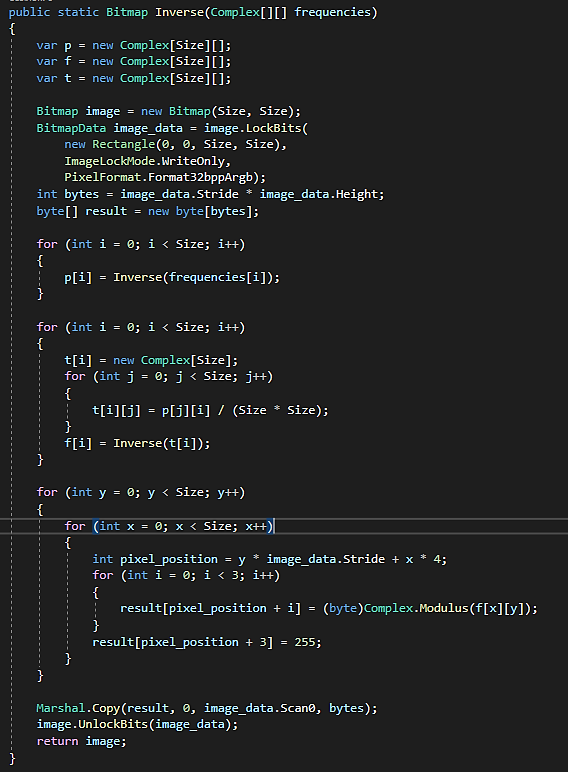 public static Bitmap Inverse(Complex[][] frequencies)
{
    var p = new Complex[Size][];
    var f = new Complex[Size][];
    var t = new Complex[Size][];

    Bitmap image = new Bitmap(Size, Size);
    BitmapData image_data = image.LockBits(
        new Rectangle(0, 0, Size, Size),
        ImageLockMode.WriteOnly,
        PixelFormat.Format32bppArgb);
    int bytes = image_data.Stride * image_data.Height;
    byte[] result = new byte[bytes];

    for (int i = 0; i < Size; i++)
    {
        p[i] = Inverse(frequencies[i]);
    }

    for (int i = 0; i < Size; i++)
    {
        t[i] = new Complex[Size];
        for (int j = 0; j < Size; j++)
        {
            t[i][j] = p[j][i] / (Size * Size);
        }
        f[i] = Inverse(t[i]);
    }

    for (int y = 0; y < Size; y++)
    {
        for (int x = 0; x < Size; x++)
        {
            int pixel_position = y * image_data.Stride + x * 4;
            for (int i = 0; i < 3; i++)
            {
                result[pixel_position + i] = (byte)Complex.Modulus(f[x][y]);
            }
            result[pixel_position + 3] = 255;
        }
    }

    Marshal.Copy(result, 0, image_data.Scan0, bytes);
    image.UnlockBits(image_data);
    return image;
}